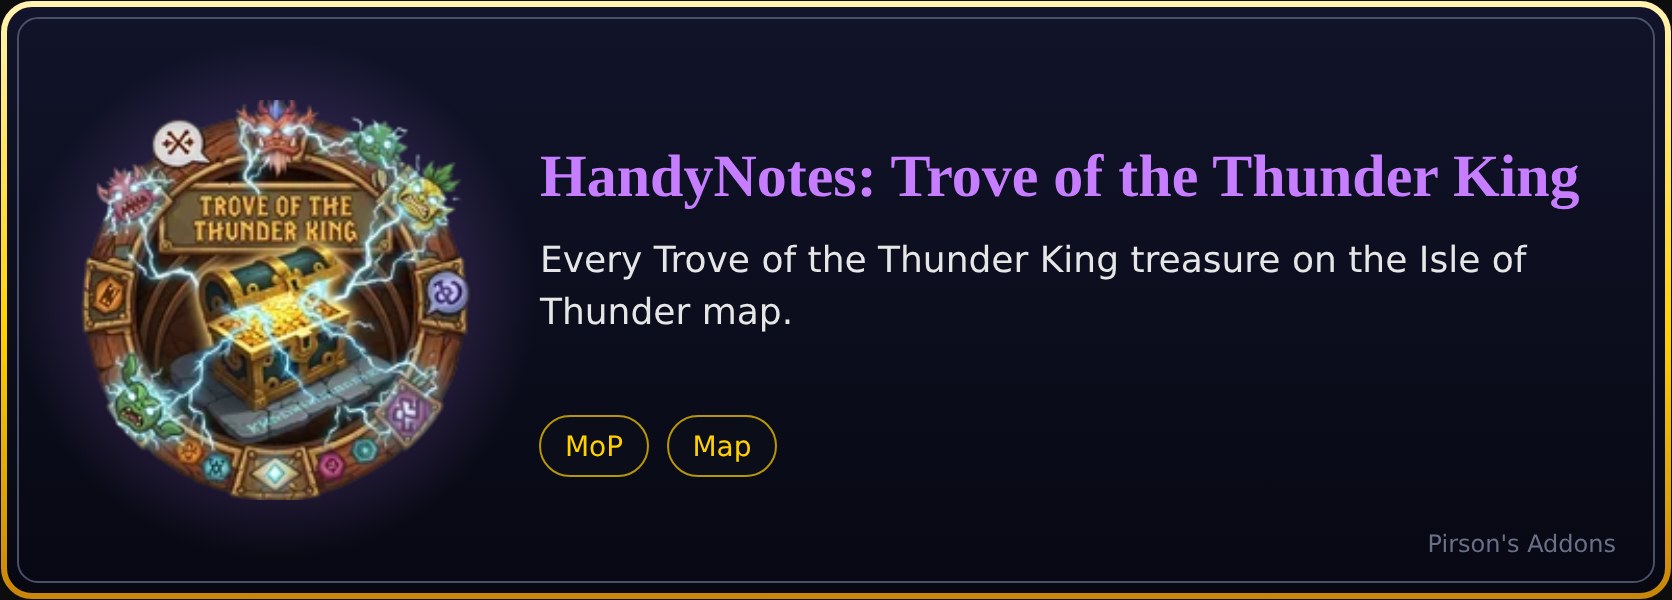 TROVE OF THE
THUNDER KING
HandyNotes: Trove of the Thunder King
Every Trove of the Thunder King treasure on the Isle of
Thunder map.
MoP
Map
Pirson's Addons